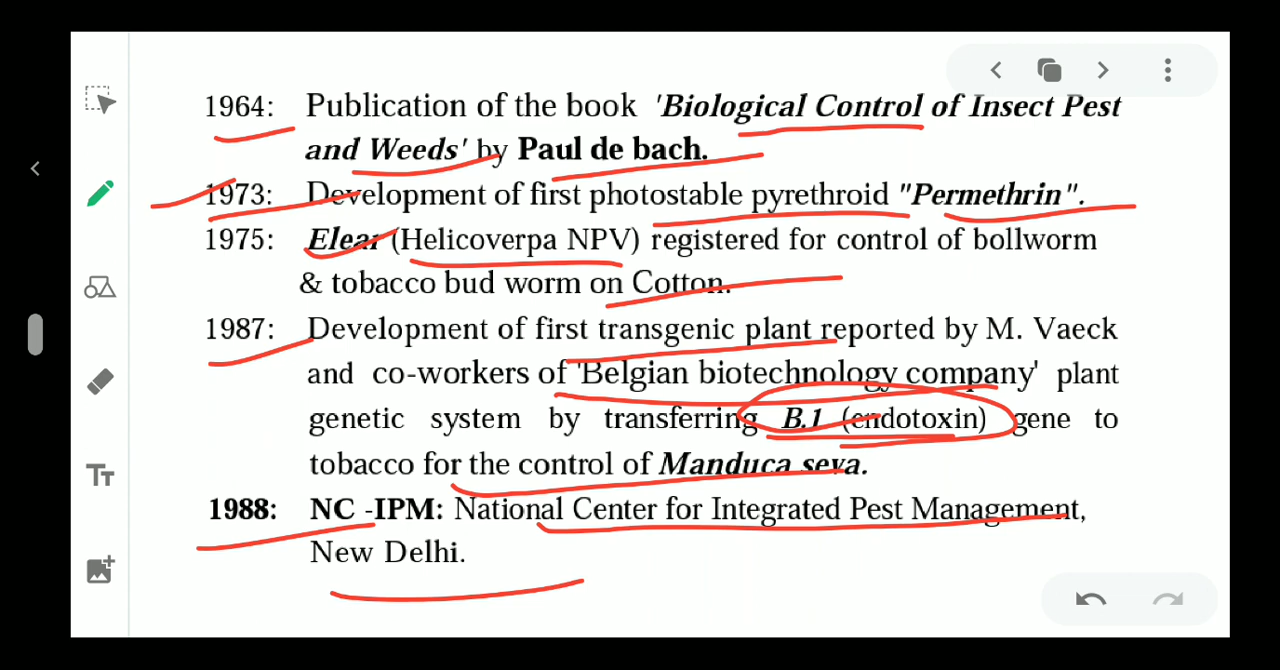 1964: Publication of the book 'Biological Control of Insect Pest
and Weeds' by Paul de bach.
1973: Development of first photostable pyrethroid "Permethrin".
1975: Elear (Helicoverpa NPV) registered for control of bollworm
& tobacco bud worm on Cotton.
1987: Development of first transgenic plant reported by M. Vaeck
and co-workers of 'Belgian biotechnology company' plant
genetic system by transferring B.1 (endotoxin) gene to
tobacco for the control of Manduca seva.
1988: NC -IPM: National Center for Integrated Pest Management,
New Delhi.
TT